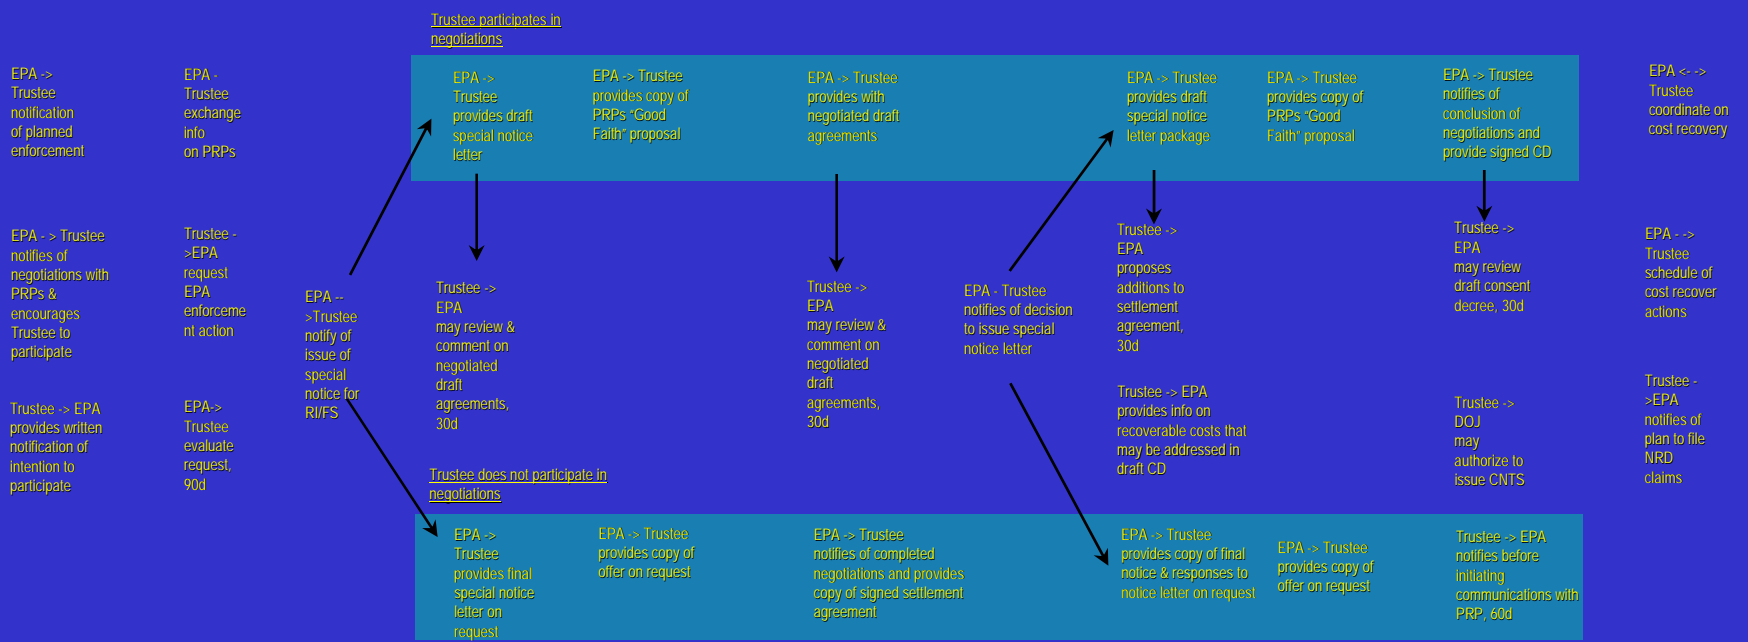 Trustee participates in
negotiations
EPA ->
Trustee
notification
of planned
enforcement
EPA -
Trustee
exchange
info
on PRPs
EPA ->
Trustee
provides draft
special notice
letter
EPA -> Trustee
provides copy of
PRPs “Good
Faith” proposal
EPA -> Trustee
provides with
negotiated draft
agreements
EPA -> Trustee
provides draft
special notice
letter package
EPA -> Trustee
provides copy of
PRPs “Good
Faith” proposal
EPA -> Trustee
notifies of
conclusion of
negotiations and
provide signed CD
EPA <- ->
Trustee
coordinate on
cost recovery
EPA - > Trustee
notifies of
negotiations with
PRPs &
encourages
Trustee to
participate
Trustee -
>EPA
request
EPA
enforceme
nt action
EPA --
>Trustee
notify of
issue of
special
notice for
RI/FS
Trustee ->
EPA
may review &
comment on
negotiated
draft
agreements,
30d
Trustee ->
EPA
may review &
comment on
negotiated
draft
agreements,
30d
EPA - Trustee
notifies of decision
to issue special
notice letter
Trustee ->
EPA
proposes
additions to
settlement
agreement,
30d
Trustee ->
EPA
may review
draft consent
decree, 30d
EPA - ->
Trustee
schedule of
cost recover
actions
Trustee -> EPA
provides written
notification of
intention to
participate
EPA->
Trustee
evaluate
request,
90d
Trustee -> EPA
provides info on
recoverable costs that
may be addressed in
draft CD
Trustee ->
DOJ
may
authorize to
issue CNTS
Trustee -
>EPA
notifies of
plan to file
NRD
claims
Trustee does not participate in
negotiations
EPA ->
Trustee
provides final
special notice
letter on
request
EPA -> Trustee
provides copy of
offer on request
EPA -> Trustee
notifies of completed
negotiations and provides
copy of signed settlement
agreement
EPA -> Trustee
provides copy of final
notice & responses to
notice letter on request
EPA -> Trustee
provides copy of
offer on request
Trustee -> EPA
notifies before
initiating
communications with
PRP, 60d